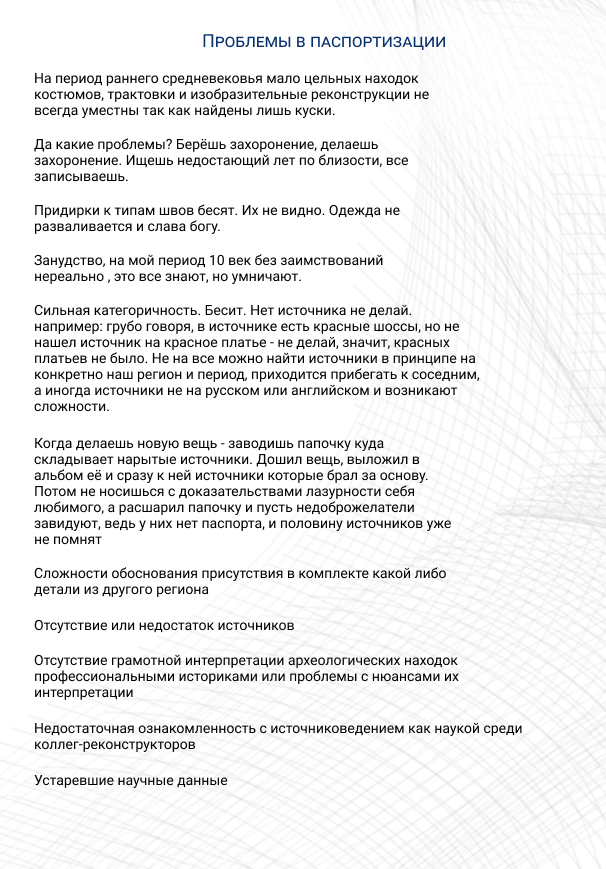 Проблемы в паспортизации
На период раннего средневековья мало цельных находок
костюмов, трактовки и изобразительные реконструкции не
всегда уместны так как найдены лишь куски.
Да какие проблемы? Берёшь захоронение, делаешь
захоронение. Ищешь недостающий лет по близости, все
записываешь.
Придирки к типам швов бесят. Их не видно. Одежда не
разваливается и слава богу.
Занудство, на мой период 10 век без заимствований
нереально , это все знают, но умничают.
Сильная категоричность. Бесит. Нет источника не делай.
например: грубо говоря, в источнике есть красные шоссы, но не
нашел источник на красное платье - не делай, значит, красных
платьев не было. Не на все можно найти источники в принципе на
конкретно наш регион и период, приходится прибегать к соседним,
а иногда источники не на русском или английском и возникают
сложности.
Когда делаешь новую вещь - заводишь папочку куда
складывает нарытые источники. Дошил вещь, выложил в
альбом её и сразу к ней источники которые брал за основу.
Потом не носишься с доказательствами лазурности себя
любимого, а расшарил папочку и пусть недоброжелатели
завидуют, ведь у них нет паспорта, и половину источников уже
не помнят
Сложности обоснования присутствия в комплекте какой либо
детали из другого региона
Отсутствие или недостаток источников
Отсутствие грамотной интерпретации археологических находок
профессиональными историками или проблемы с нюансами их
интерпретации
Недостаточная ознакомленность с источниковедением как наукой среди
коллег-реконструкторов
Устаревшие научные данные